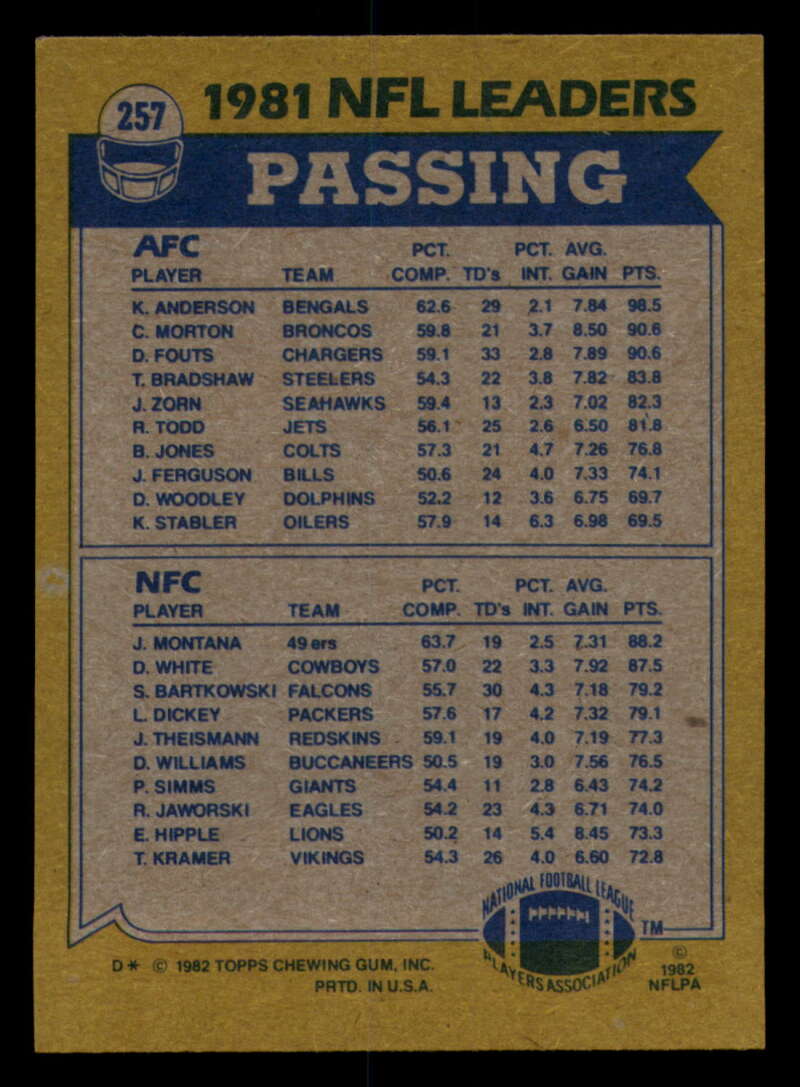 257
1981 NFL LEADERS
PASSING
AFC PCT. PCT. AVG.
PLAYER TEAM COMP. TD's INT. GAIN PTS.
K. ANDERSON BENGALS 62.6 29 2.1 7.84 98.5
C. MORTON BRONCOS 59.8 21 3.7 8.50 90.6
D. FOUTS CHARGERS 59.1 33 2.8 7.89 90.6
T. BRADSHAW STEELERS 54.3 22 3.8 7.82 83.8
J. ZORN SEAHAWKS 59.4 13 2.3 7.02 82.3
R. TODD JETS 56.1 25 2.6 6.50 81.8
B. JONES COLTS 57.3 21 4.7 7.26 76.8
J. FERGUSON BILLS 50.6 24 4.0 7.33 74.1
D. WOODLEY DOLPHINS 52.2 12 3.6 6.75 69.7
K. STABLER OILERS 57.9 14 6.3 6.98 69.5
NFC PCT. PCT. AVG.
PLAYER TEAM COMP. TD's INT. GAIN PTS.
J. MONTANA 49ers 63.7 19 2.5 7.31 88.2
D. WHITE COWBOYS 57.0 22 3.3 7.92 87.5
S. BARTKOWSKI FALCONS 55.7 30 4.3 7.18 79.2
L. DICKEY PACKERS 57.6 17 4.2 7.32 79.1
J. THEISMANN REDSKINS 59.1 19 4.0 7.19 77.3
D. WILLIAMS BUCCANEERS 50.5 19 3.0 7.56 76.5
P. SIMMS GIANTS 54.4 11 2.8 6.43 74.2
R. JAWORSKI EAGLES 54.2 23 4.3 6.71 74.0
E. HIPPLE LIONS 50.2 14 5.4 8.45 73.3
T. KRAMER VIKINGS 54.3 26 4.0 6.60 72.8
NATIONAL FOOTBALL LEAGUE
PLAYERS ASSOCIATION
TM
D* © 1982 TOPPS CHEWING GUM, INC.
PRTD. IN U.S.A.
©
1982
NFLPA